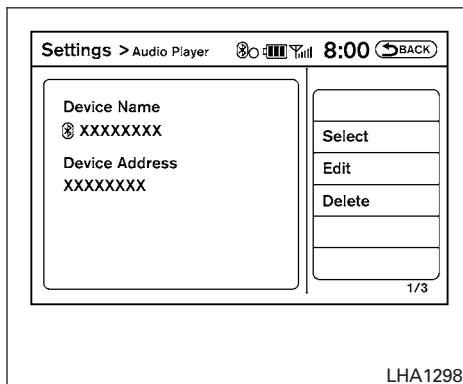 Settings > Audio Player 8:00 BACK
Device Name
XXXXXXXX
Device Address
XXXXXXXX
Select
Edit
Delete
1/3
LHA1298